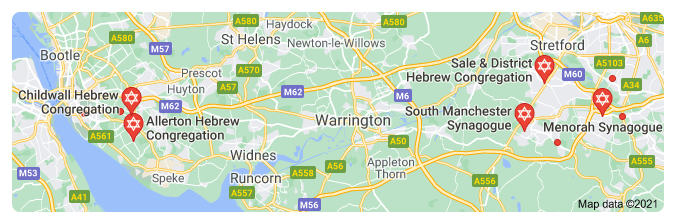 Haydock
A580
A635
A580
A580
M57
St Helens
Newton-le-Willows
Stretford
A6
Bootle
A5103
Sale & District
Hebrew Congregation
M60
A34
Prescot
A570
Huyton
A57
M62
M6
Childwall Hebrew
Congregation
M62
South Manchester
Synagogue
Menorah Synagogue
Allerton Hebrew
Congregation
Warrington
A561
A50
Widnes
Appleton
Thorn
A56
A555
M53
Speke
Runcorn
A558
A556
A41
A557
M56
Map data ©2021